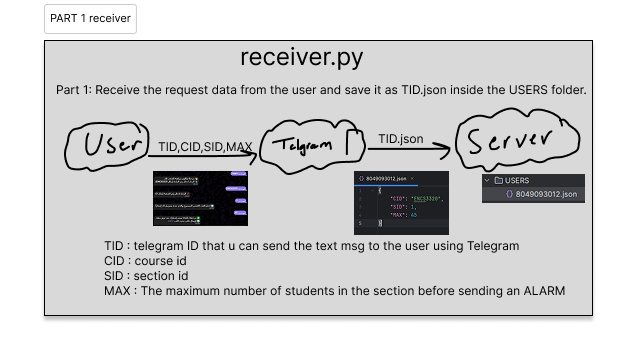 PART 1 receiver
receiver.py
Part 1: Receive the request data from the user and save it as TID.json inside the USERS folder.
User
TID,CID,SID,MAX
Telgram
TID.json
Server
8049093012.json
{
"CID": "ENCS3320",
"SID": 1,
"MAX": 45
}
USERS
{} 8049093012.json
TID : telegram ID that u can send the text msg to the user using Telegram
CID : course id
SID : section id
MAX : The maximum number of students in the section before sending an ALARM